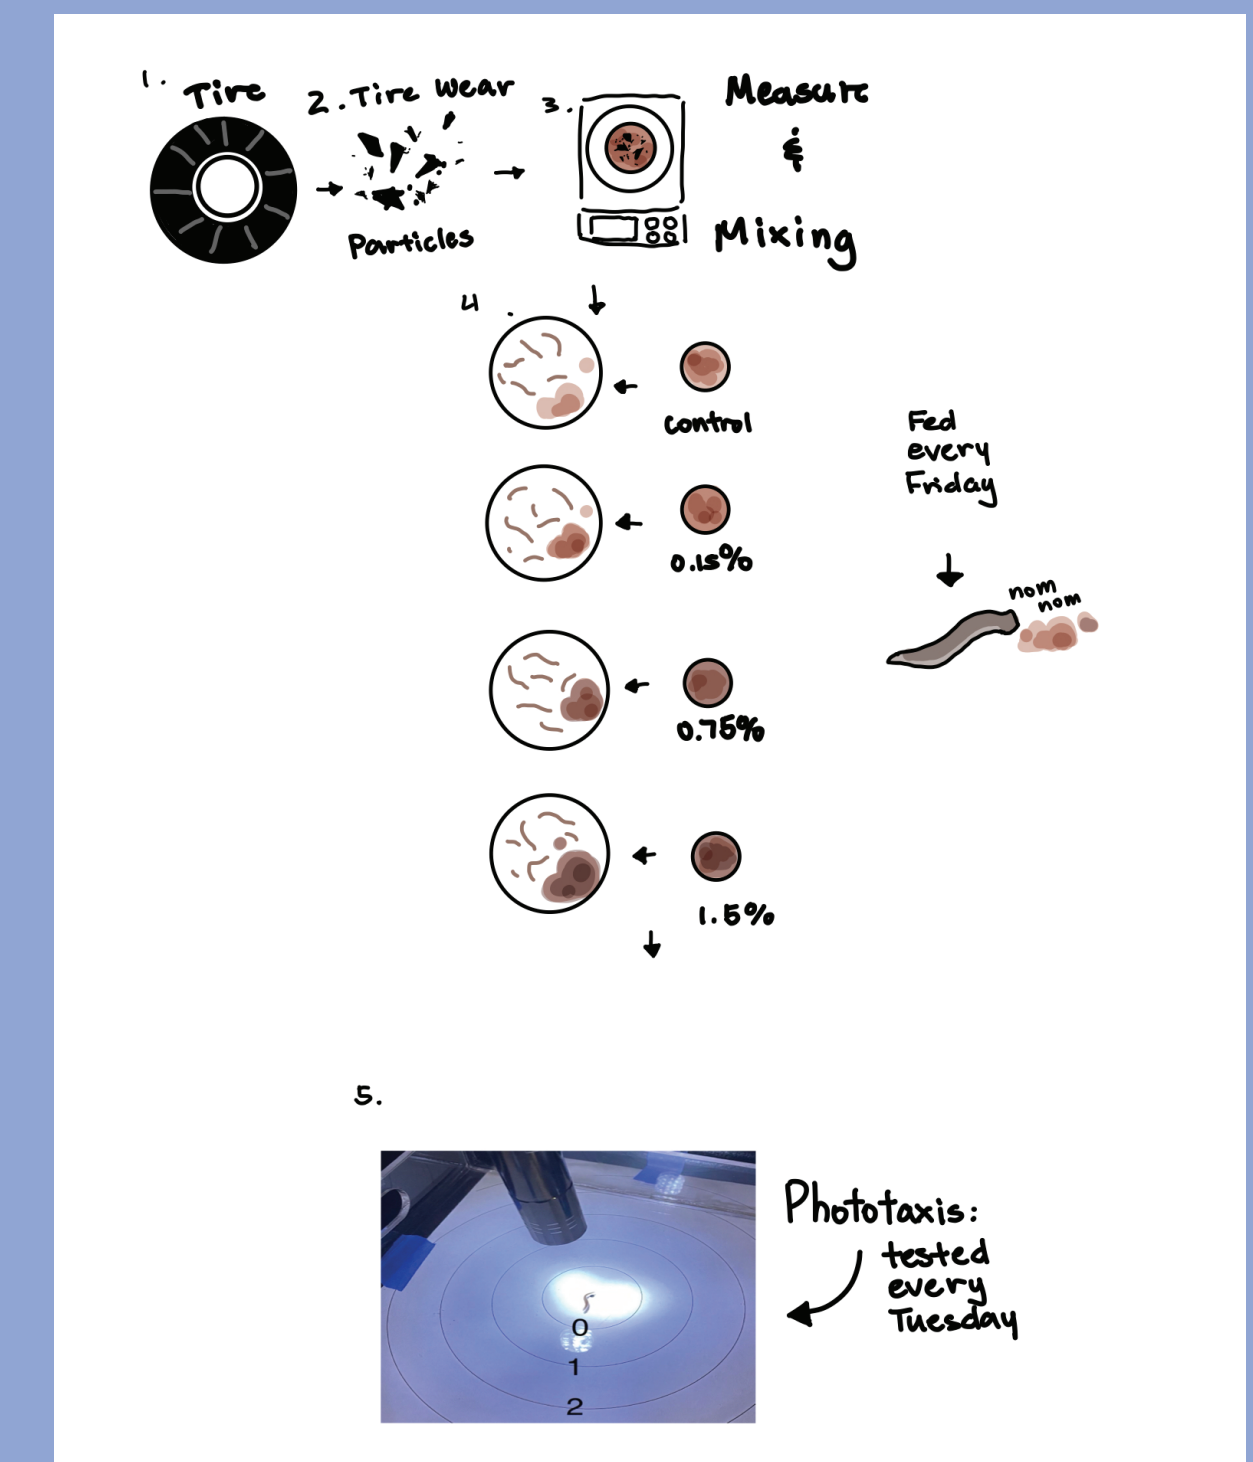 1.
Tire
2. Tire Wear
Particles
3.
Measure
&
Mixing
4.
control
0.15%
0.75%
1.5%
Fed
every
Friday
nom
nom
5.
0
1
2
Phototaxis:
tested
every
Tuesday